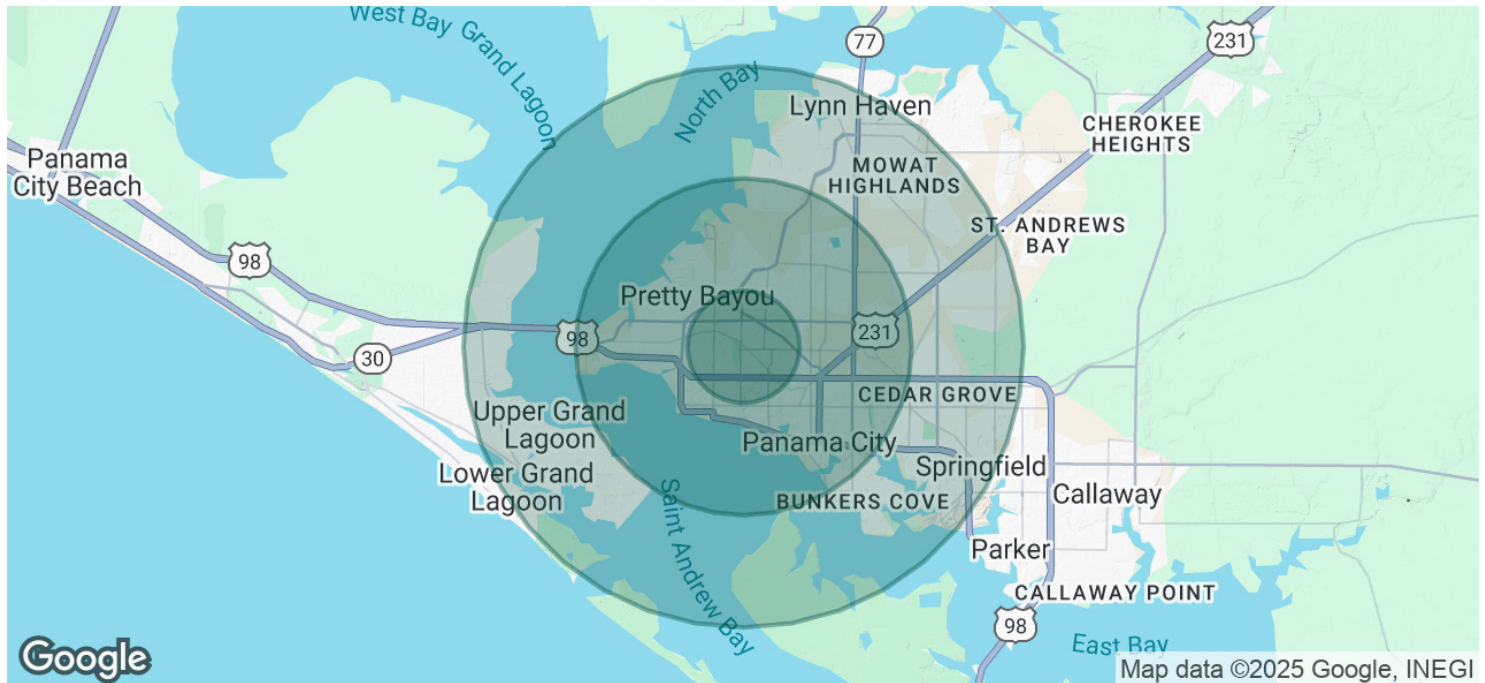 West Bay Grand Lagoon
North Bay
77
231
Lynn Haven
CHEROKEE
HEIGHTS
Panama
City Beach
MOWAT
HIGHLANDS
ST. ANDREWS
BAY
98
Pretty Bayou
98
231
30
CEDAR GROVE
Upper Grand
Lagoon
Panama City
Lower Grand
Lagoon
Springfield
BUNKERS COVE
Callaway
Saint Andrew Bay
Parker
CALLAWAY POINT
98
East Bay
Google
Map data ©2025 Google, INEGI